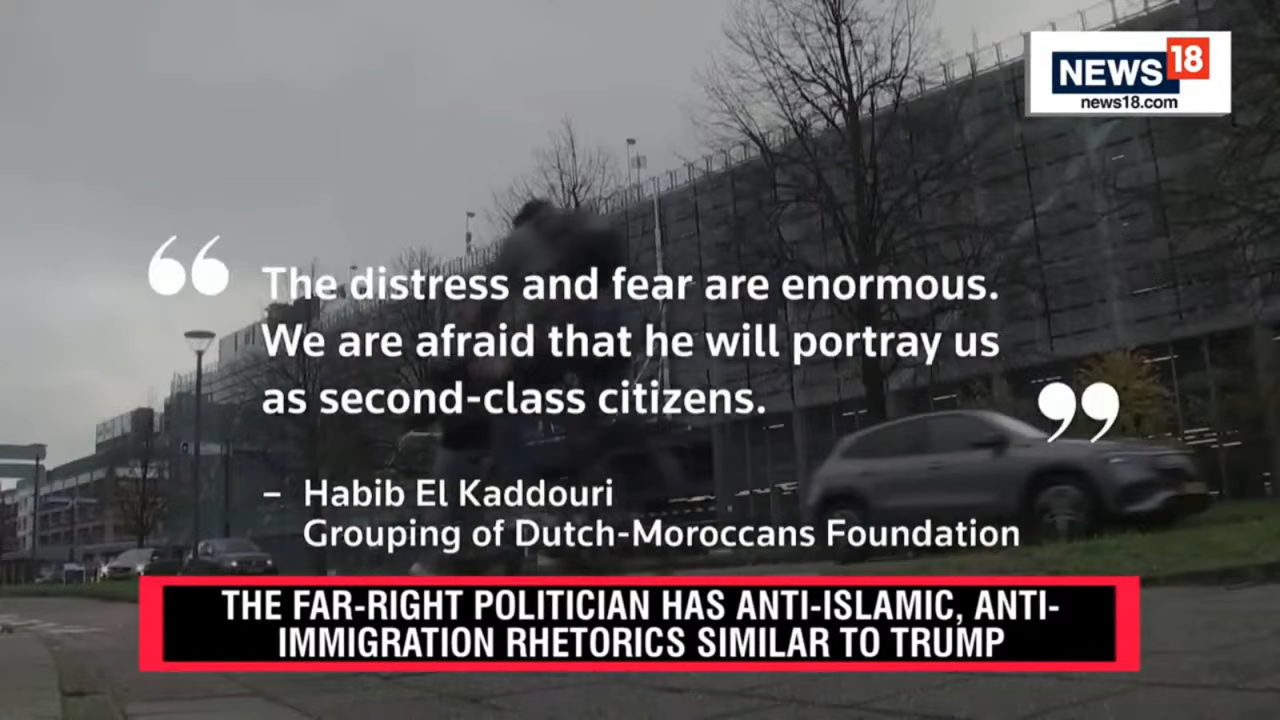 NEWS 18
news18.com
“The distress and fear are enormous.
We are afraid that he will portray us
as second-class citizens.”
– Habib El Kaddouri
Grouping of Dutch-Moroccans Foundation
THE FAR-RIGHT POLITICIAN HAS ANTI-ISLAMIC, ANTI-
IMMIGRATION RHETORICS SIMILAR TO TRUMP